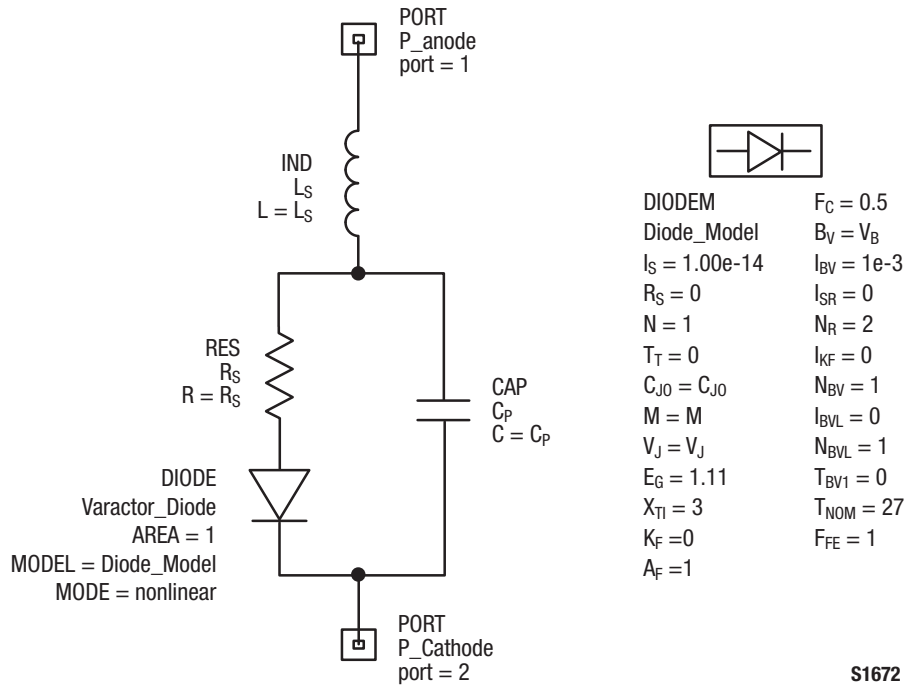 PORT
P_anode
port = 1
IND
LS
L = LS
RES
RS
R = RS
CAP
CP
C = CP
DIODE
Varactor_Diode
AREA = 1
MODEL = Diode_Model
MODE = nonlinear
PORT
P_Cathode
port = 2
DIODEM
Diode_Model
IS = 1.00e-14
RS = 0
N = 1
TT = 0
CJ0 = CJ0
M = M
VJ = VJ
EG = 1.11
XTI = 3
KF =0
AF =1
FC = 0.5
BV = VB
IBV = 1e-3
ISR = 0
NR = 2
IKF = 0
NBV = 1
IBVL = 0
NBVL = 1
TBV1 = 0
TNOM = 27
FFE = 1
S1672